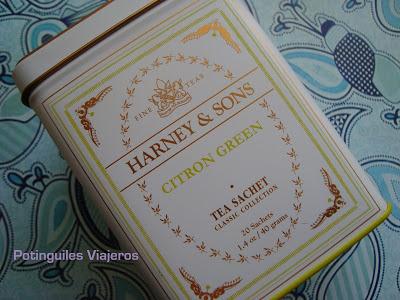 FINE TEAS
HARNEY & SONS
CITRON GREEN
TEA SACHET
CLASSIC COLLECTION
20 Sachets
1.4 oz / 40 grams
Potinguiles Viajeros